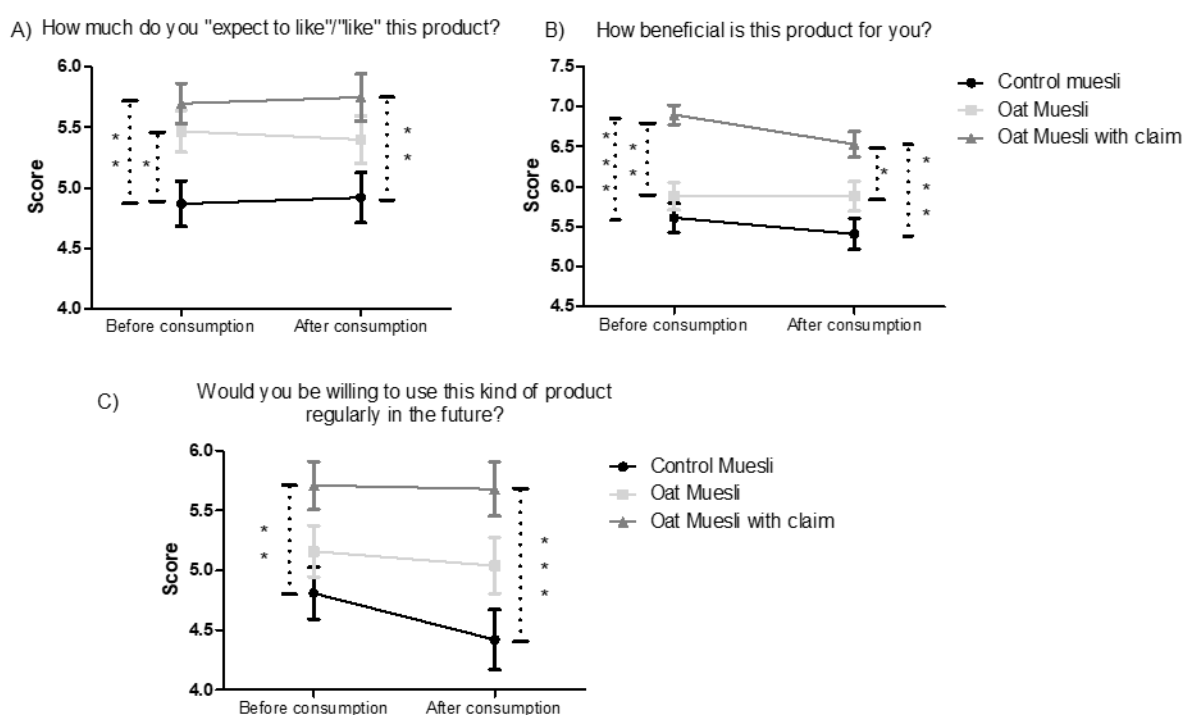 A) How much do you "expect to like"/"like" this product?
Score
6.0
5.5
5.0
4.5
4.0
* *
*
* *
Before consumption After consumption
B) How beneficial is this product for you?
Score
7.5
7.0
6.5
6.0
5.5
5.0
4.5
* * *
* *
*
* * *
Before consumption After consumption
Control muesli
Oat Muesli
Oat Muesli with claim
C) Would you be willing to use this kind of product
regularly in the future?
Score
6.0
5.5
5.0
4.5
4.0
* *
* * *
Before consumption After consumption
Control Muesli
Oat Muesli
Oat Muesli with claim